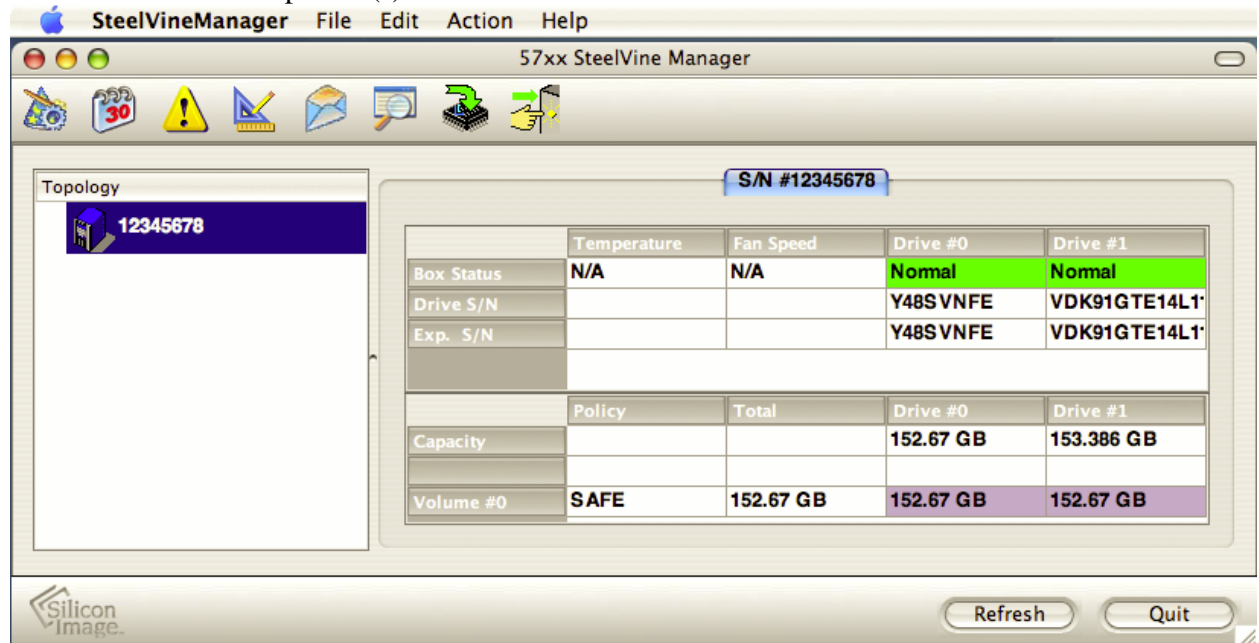 SteelVineManager File Edit Action Help
57xx SteelVine Manager
30
Topology
12345678
S/N #12345678
Temperature Fan Speed Drive #0 Drive #1
Box Status N/A N/A Normal Normal
Drive S/N Y48SVNFE VDK91GTE14L1
Exp. S/N Y48SVNFE VDK91GTE14L1
Policy Total Drive #0 Drive #1
Capacity 152.67 GB 153.386 GB
Volume #0 SAFE 152.67 GB 152.67 GB 152.67 GB
Silicon
Image.
Refresh Quit